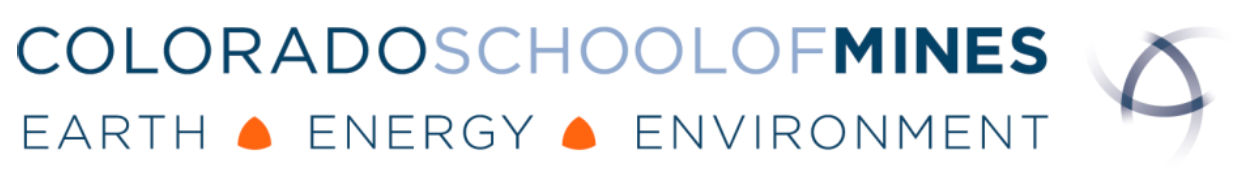 COLORADOSCHOOLOFMINES
EARTH ENERGY ENVIRONMENT